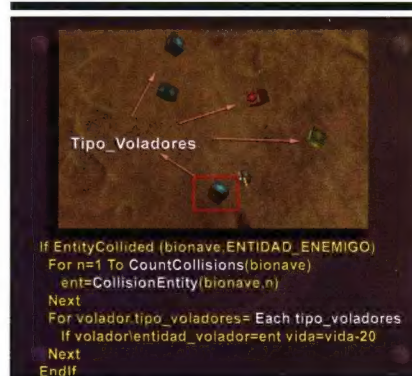 Tipo_Voladores
If EntityCollided (bionave,ENTIDAD_ENEMIGO)
For n=1 To CountCollisions(bionave)
ent=CollisionEntity(bionave,n)
Next
For volador.tipo_voladores= Each tipo_voladores
If volador\entidad_volador=ent vida=vida-20
Next
EndIf